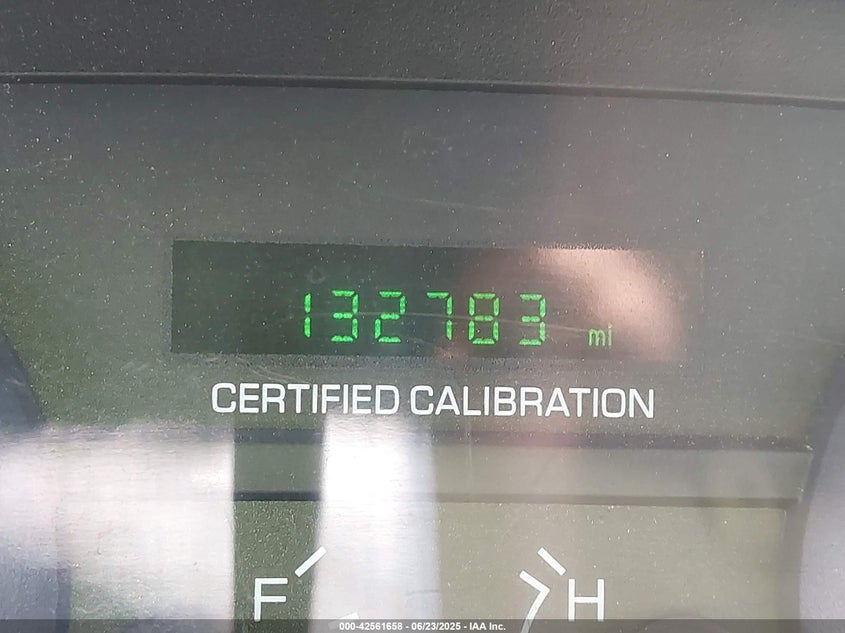 132783 mi
CERTIFIED CALIBRATION
F H
000-42561658 - 06/23/2025 - IAA Inc.